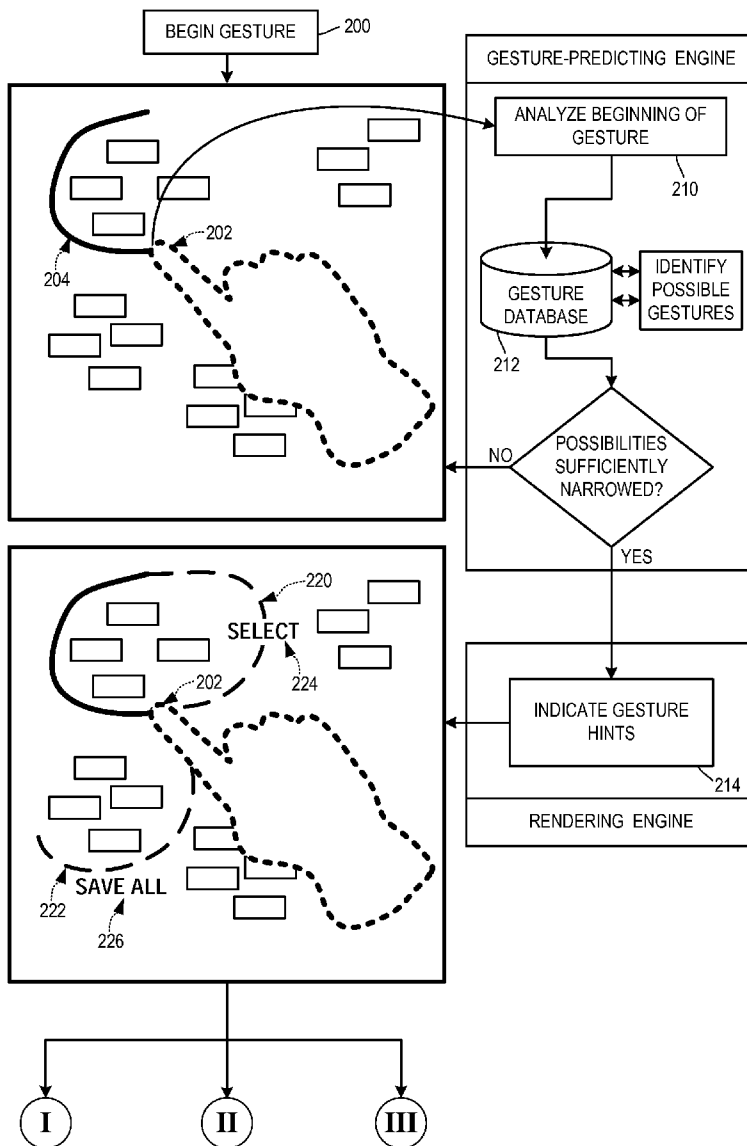 BEGIN GESTURE
200
GESTURE-PREDICTING ENGINE
ANALYZE BEGINNING OF
GESTURE
210
202
204
GESTURE
DATABASE
212
IDENTIFY
POSSIBLE
GESTURES
POSSIBILITIES
SUFFICIENTLY
NARROWED?
NO
YES
220
SELECT
224
202
INDICATE GESTURE
HINTS
214
RENDERING ENGINE
222
SAVE ALL
226
I
II
III